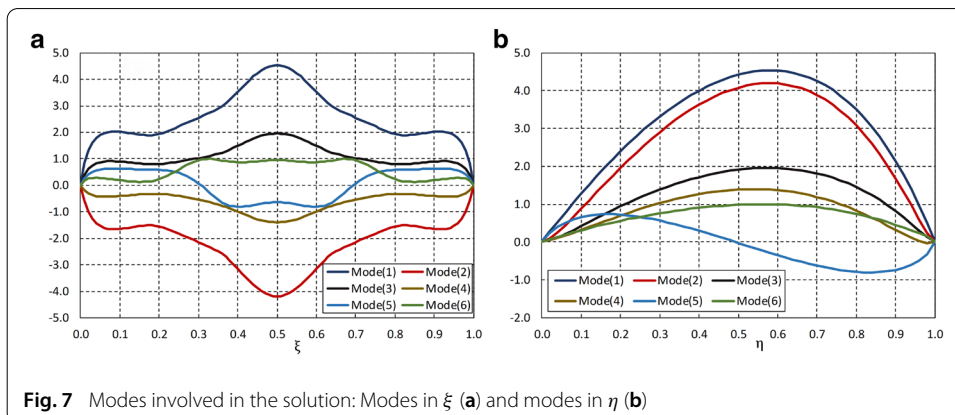 a
5.0
4.0
3.0
2.0
1.0
0.0
-1.0
-2.0
-3.0
-4.0
-5.0
0.0 0.1 0.2 0.3 0.4 0.5 0.6 0.7 0.8 0.9 1.0
ξ
Mode(1) Mode(2)
Mode(3) Mode(4)
Mode(5) Mode(6)
b
5.0
4.0
3.0
2.0
1.0
0.0
-1.0
-2.0
0.0 0.1 0.2 0.3 0.4 0.5 0.6 0.7 0.8 0.9 1.0
η
Mode(1) Mode(2) Mode(3)
Mode(4) Mode(5) Mode(6)
Fig. 7 Modes involved in the solution: Modes in ξ (a) and modes in η (b)